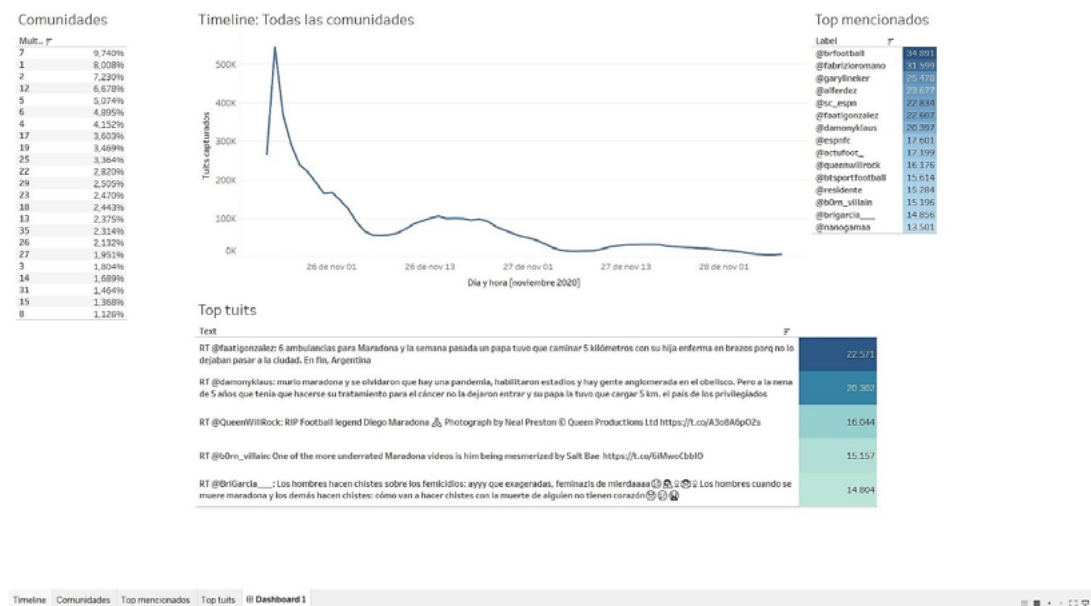 Comunidades
Mult..
7 9,740%
1 8,008%
2 7,230%
12 6,678%
5 5,074%
6 4,895%
4 4,152%
17 3,603%
19 3,469%
25 3,364%
22 2,820%
29 2,505%
23 2,470%
18 2,443%
13 2,375%
35 2,314%
26 2,132%
27 1,951%
3 1,804%
14 1,689%
31 1,464%
15 1,368%
8 1,126%
Timeline: Todas las comunidades
Tuits capturados
500K
400K
300K
200K
100K
0K
26 de nov 01 26 de nov 13 27 de nov 01 27 de nov 13 28 de nov 01
Día y hora [noviembre 2020]
Top mencionados
Label
@brfootball 34.891
@fabrizioromano 31.599
@garylineker 25.470
@alferdez 23.677
@sc_espn 22.834
@faatigonzalez 22.607
@damonyklaus 20.397
@espnfc 17.601
@actufoot_ 17.199
@queenwillrock 16.176
@btsportfootball 15.614
@residente 15.284
@b0rn_villain 15.196
@brigarcia___ 14.856
@nanogamaa 13.501
Top tuits
Text
RT @faatigonzalez: 6 ambulancias para Maradona y la semana pasada un papa tuvo que caminar 5 kilómetros con su hija enferma en brazos porq no lo
dejaban pasar a la ciudad. En fin, Argentina
22.571
RT @damonyklaus: murio maradona y se olvidaron que hay una pandemia, habilitaron estadios y hay gente anglomerada en el obelisco. Pero a la nena
de 5 años que tenia que hacerse su tratamiento para el cáncer no la dejaron entrar y su papa la tuvo que cargar 5 km. el país de los privilegiados
20.302
RT @QueenWillRock: RIP Football legend Diego Maradona 🙏 Photograph by Neal Preston © Queen Productions Ltd https://t.co/A3o8A6pO2s
16.044
RT @b0rn_villain: One of the more underrated Maradona videos is him being mesmerized by Salt Bae https://t.co/6iMwoCbbIO
15.157
RT @BriGarcia___: Los hombres hacen chistes sobre los femicidios: ayyy que exageradas, feminazis de mierdaaaa Los hombres cuando se
muere maradona y los demás hacen chistes: cómo van a hacer chistes con la muerte de alguien no tienen corazón
14.804
Timeline Comunidades Top mencionados Top tuits Dashboard 1